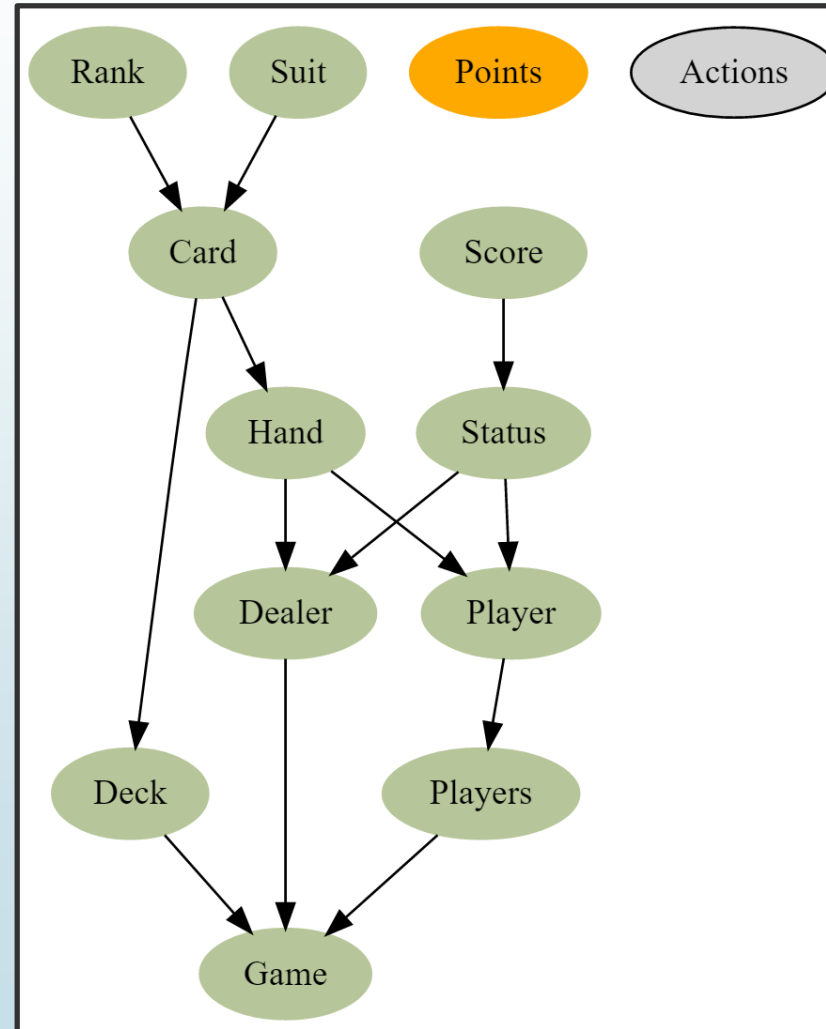 Rank
Suit
Points
Actions
Card
Score
Hand
Status
Dealer
Player
Deck
Players
Game